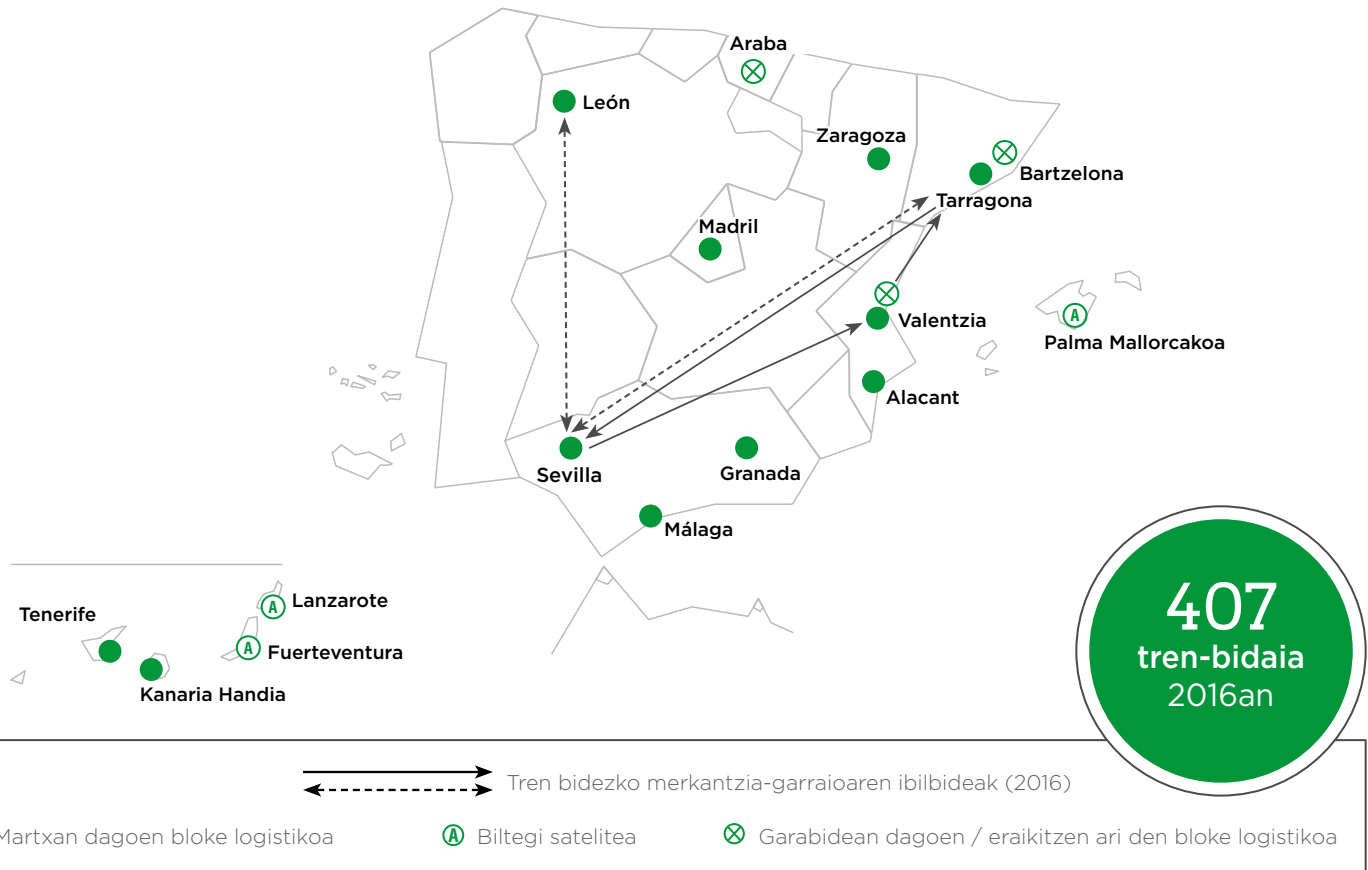 Araba
León
Zaragoza
Bartzelona
Tarragona
Madril
Valentzia
A
Palma Mallorcakoa
Alacant
Sevilla
Granada
Málaga
A Lanzarote
Tenerife
A Fuerteventura
Kanaria Handia
407
tren-bidaia
2016an
Tren bidezko merkantzia-garraioaren ibilbideak (2016)
Martxan dagoen bloke logistikoa
A Biltegi satelitea
Garabidean dagoen / eraikitzen ari den bloke logistikoa